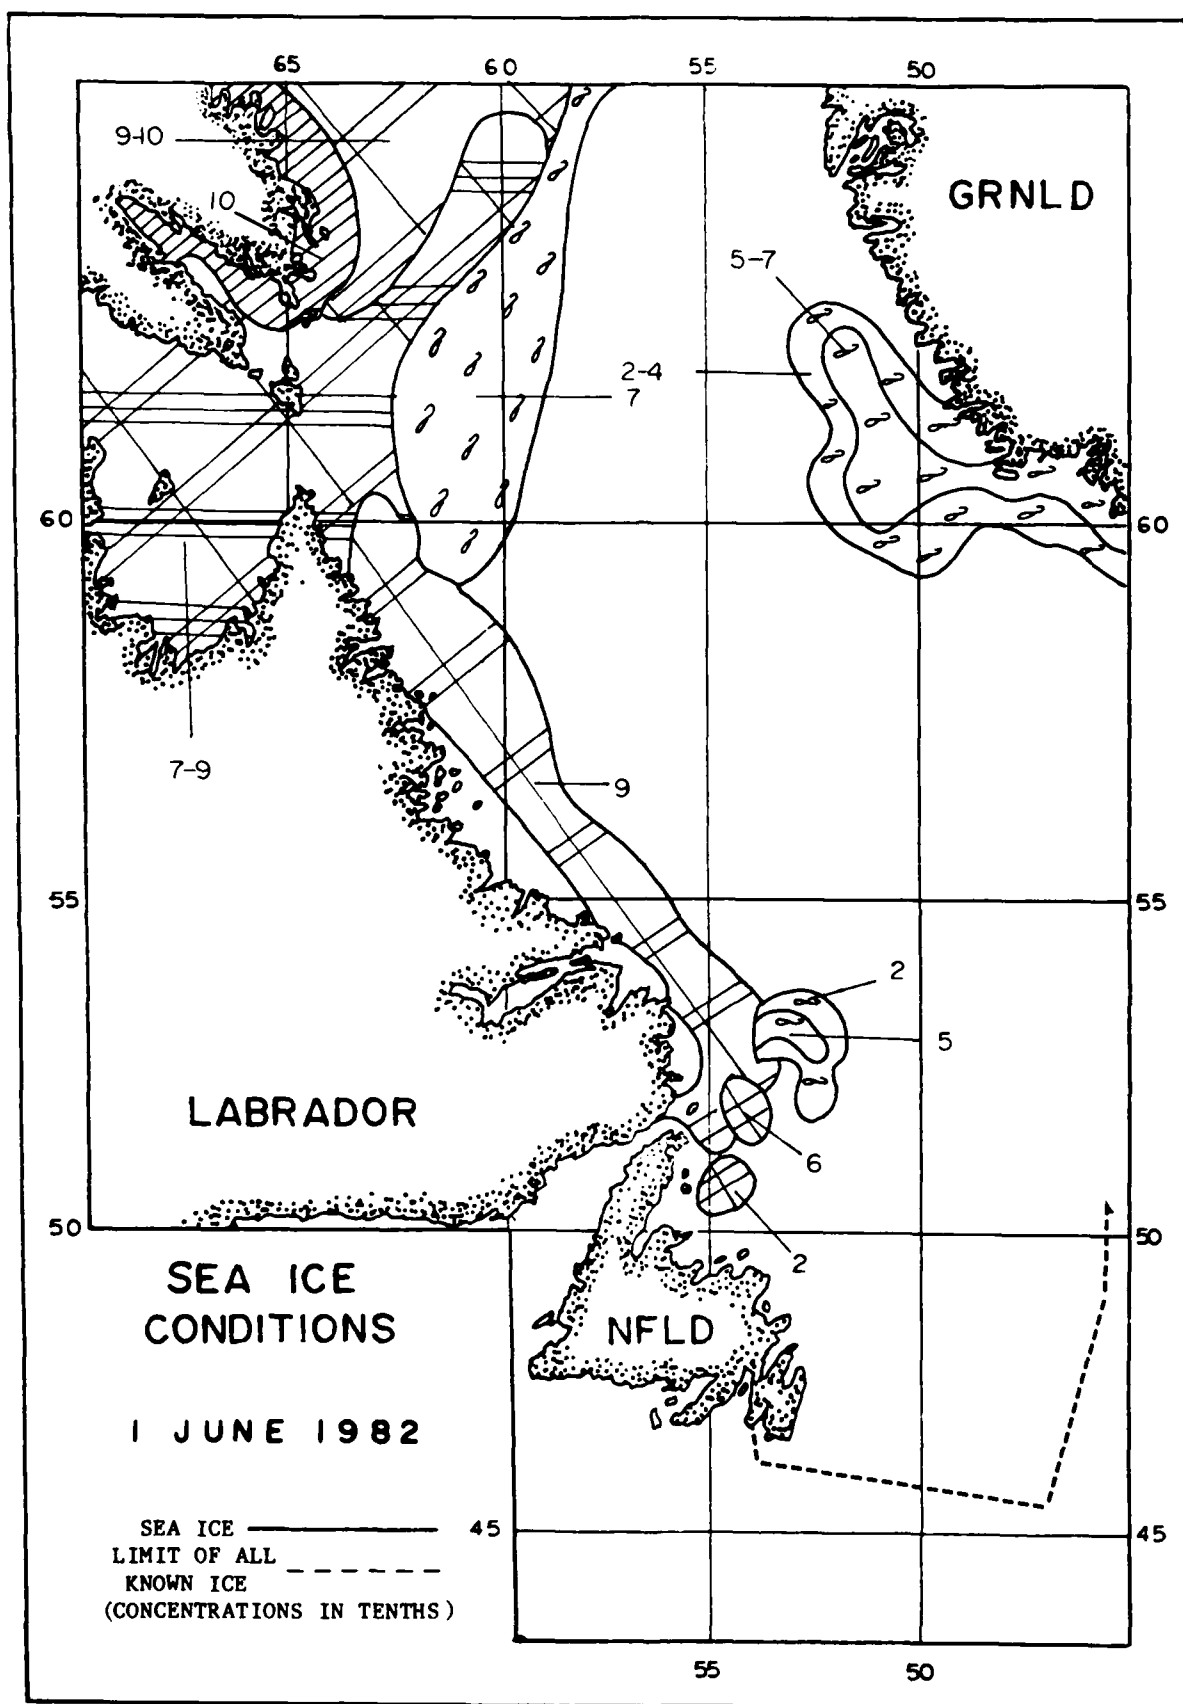 65 60 55 50
9-10
GRNLD
10
5-7
2-4
7
60 60
7-9
9
55 55
2
5
LABRADOR
6
50 50
2
SEA ICE
CONDITIONS
NFLD
1 JUNE 1982
SEA ICE 45 45
LIMIT OF ALL
KNOWN ICE
(CONCENTRATIONS IN TENTHS)
55 50